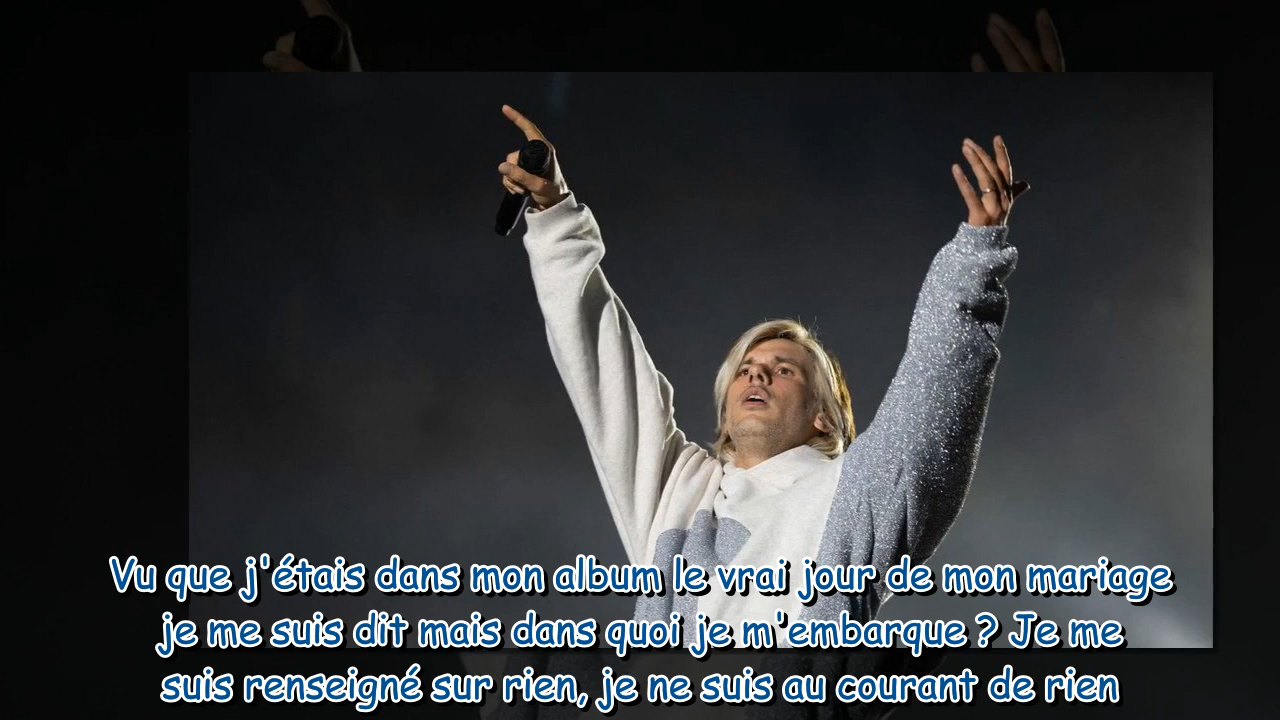 Vu que j'étais dans mon album le vrai jour de mon mariage
je me suis dit mais dans quoi je m'embarque ? Je me
suis renseigné sur rien, je ne suis au courant de rien